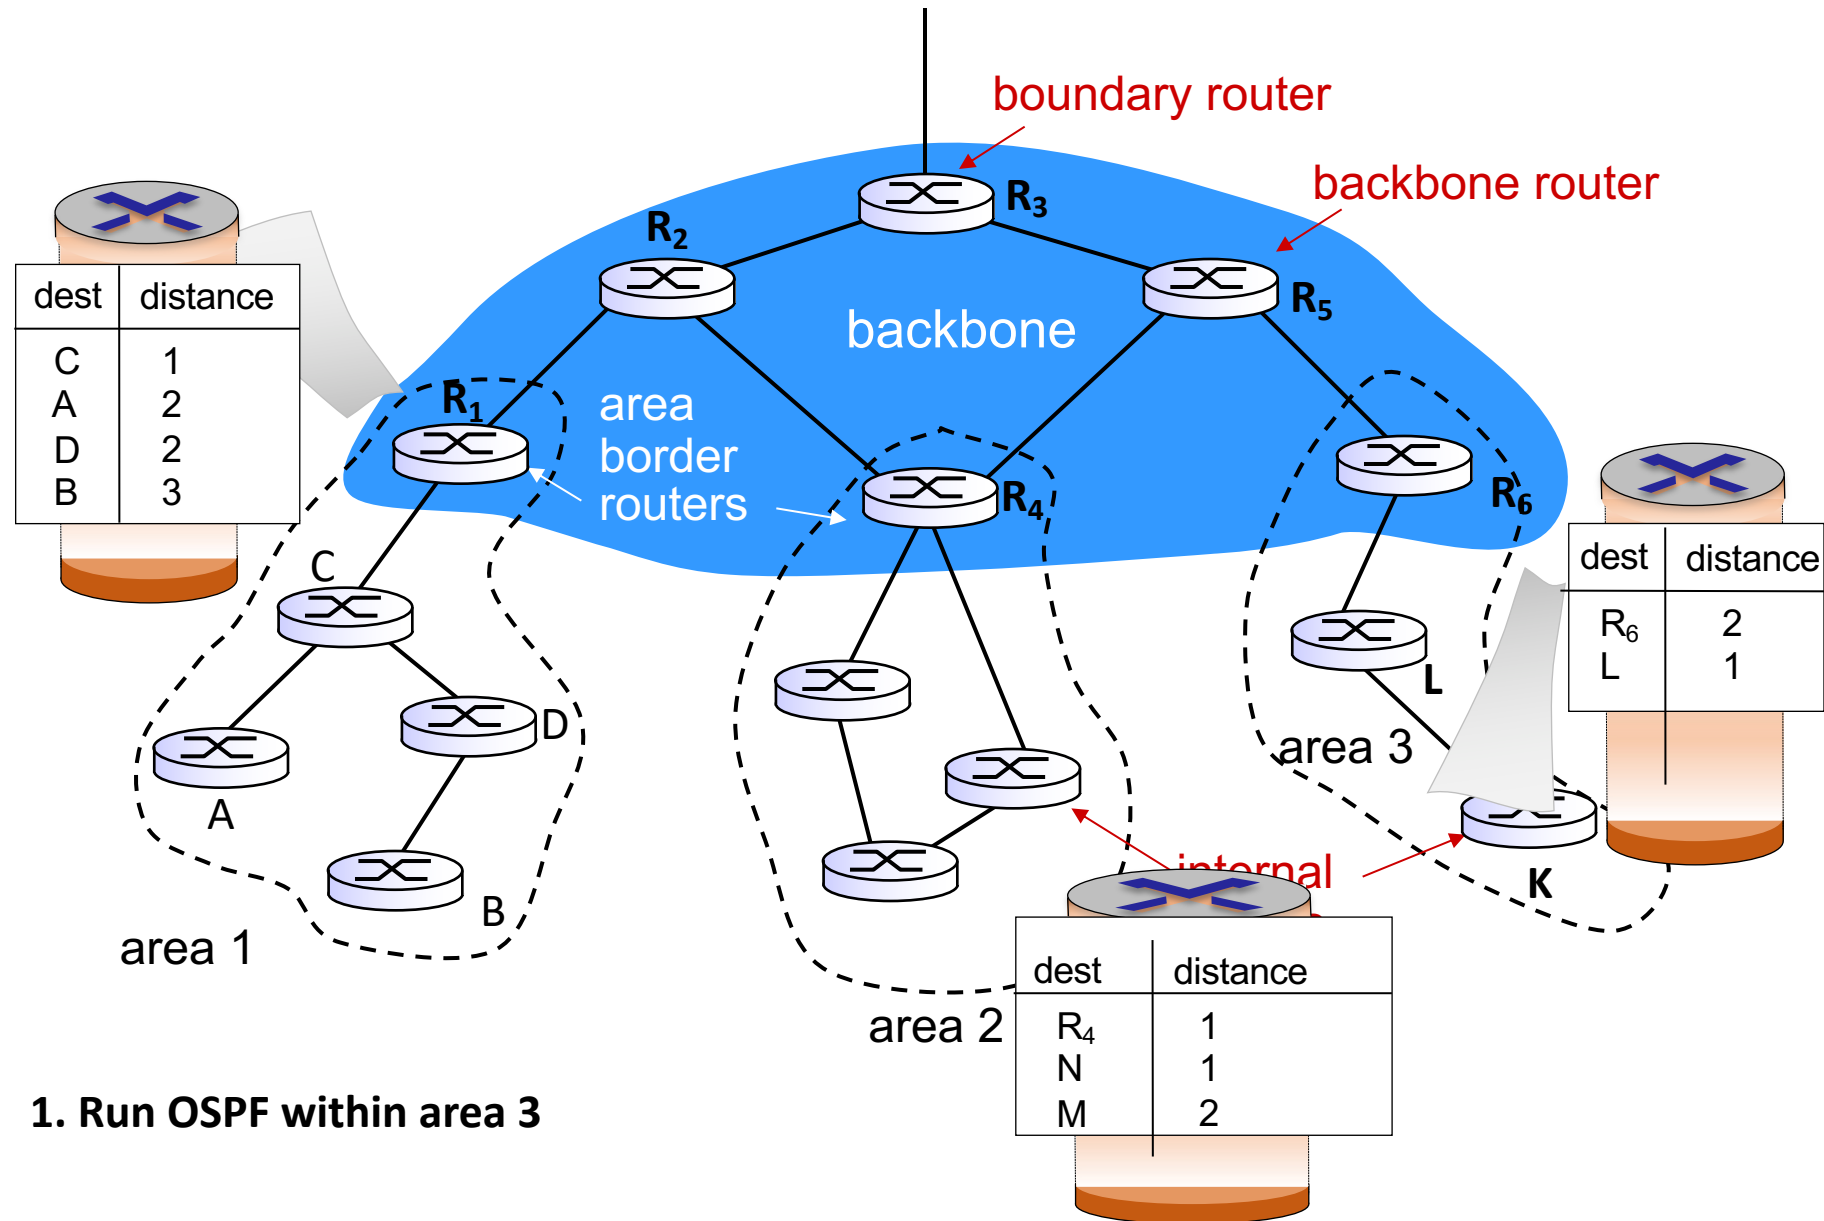 boundary router
backbone router
R3
R2
R5
backbone
dest distance
C 1
A 2
D 2
B 3
R1
area
border
routers
R4
R6
dest distance
R6 2
L 1
C
L
D
area 3
A
internal
K
B
area 1
dest distance
R4 1
N 1
M 2
area 2
1. Run OSPF within area 3